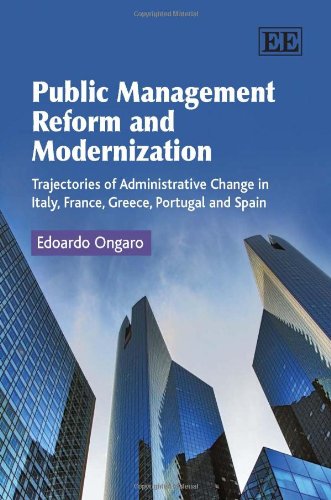 EE
Public Management
Reform and
Modernization
Trajectories of Administrative Change in
Italy, France, Greece, Portugal and Spain
Edoardo Ongaro